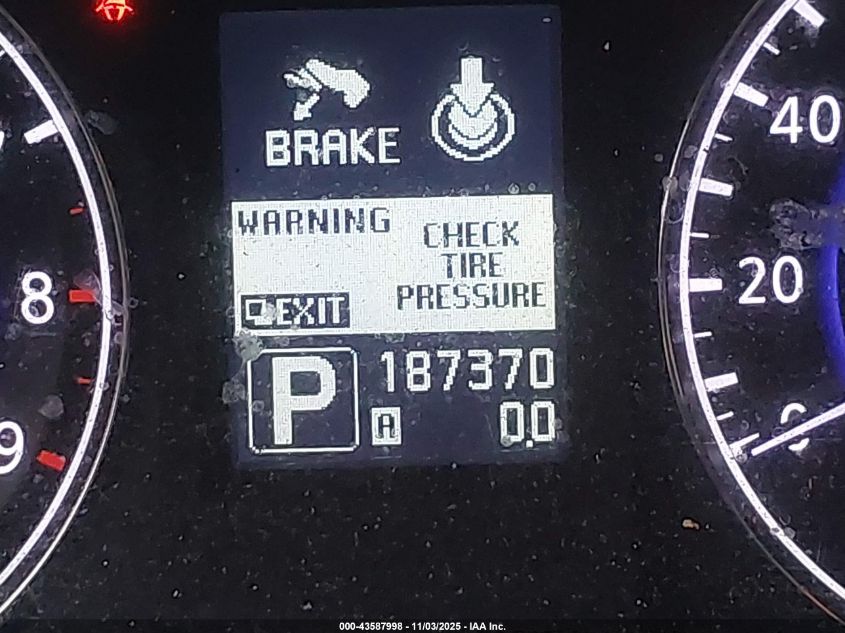 BRAKE
WARNING
CHECK
TIRE
PRESSURE
EXIT
P
187370
A
0.0
8
9
40
20
0
000-43587998 - 11/03/2025 - IAA Inc.